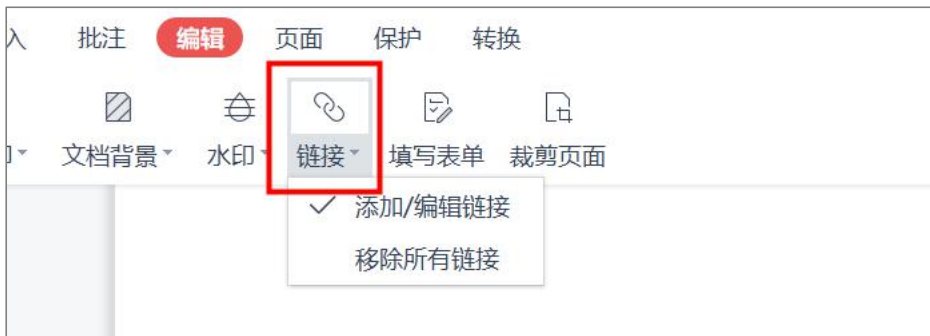 入 批注 编辑 页面 保护 转换
文档背景 水印 链接 填写表单 裁剪页面
添加/编辑链接
移除所有链接